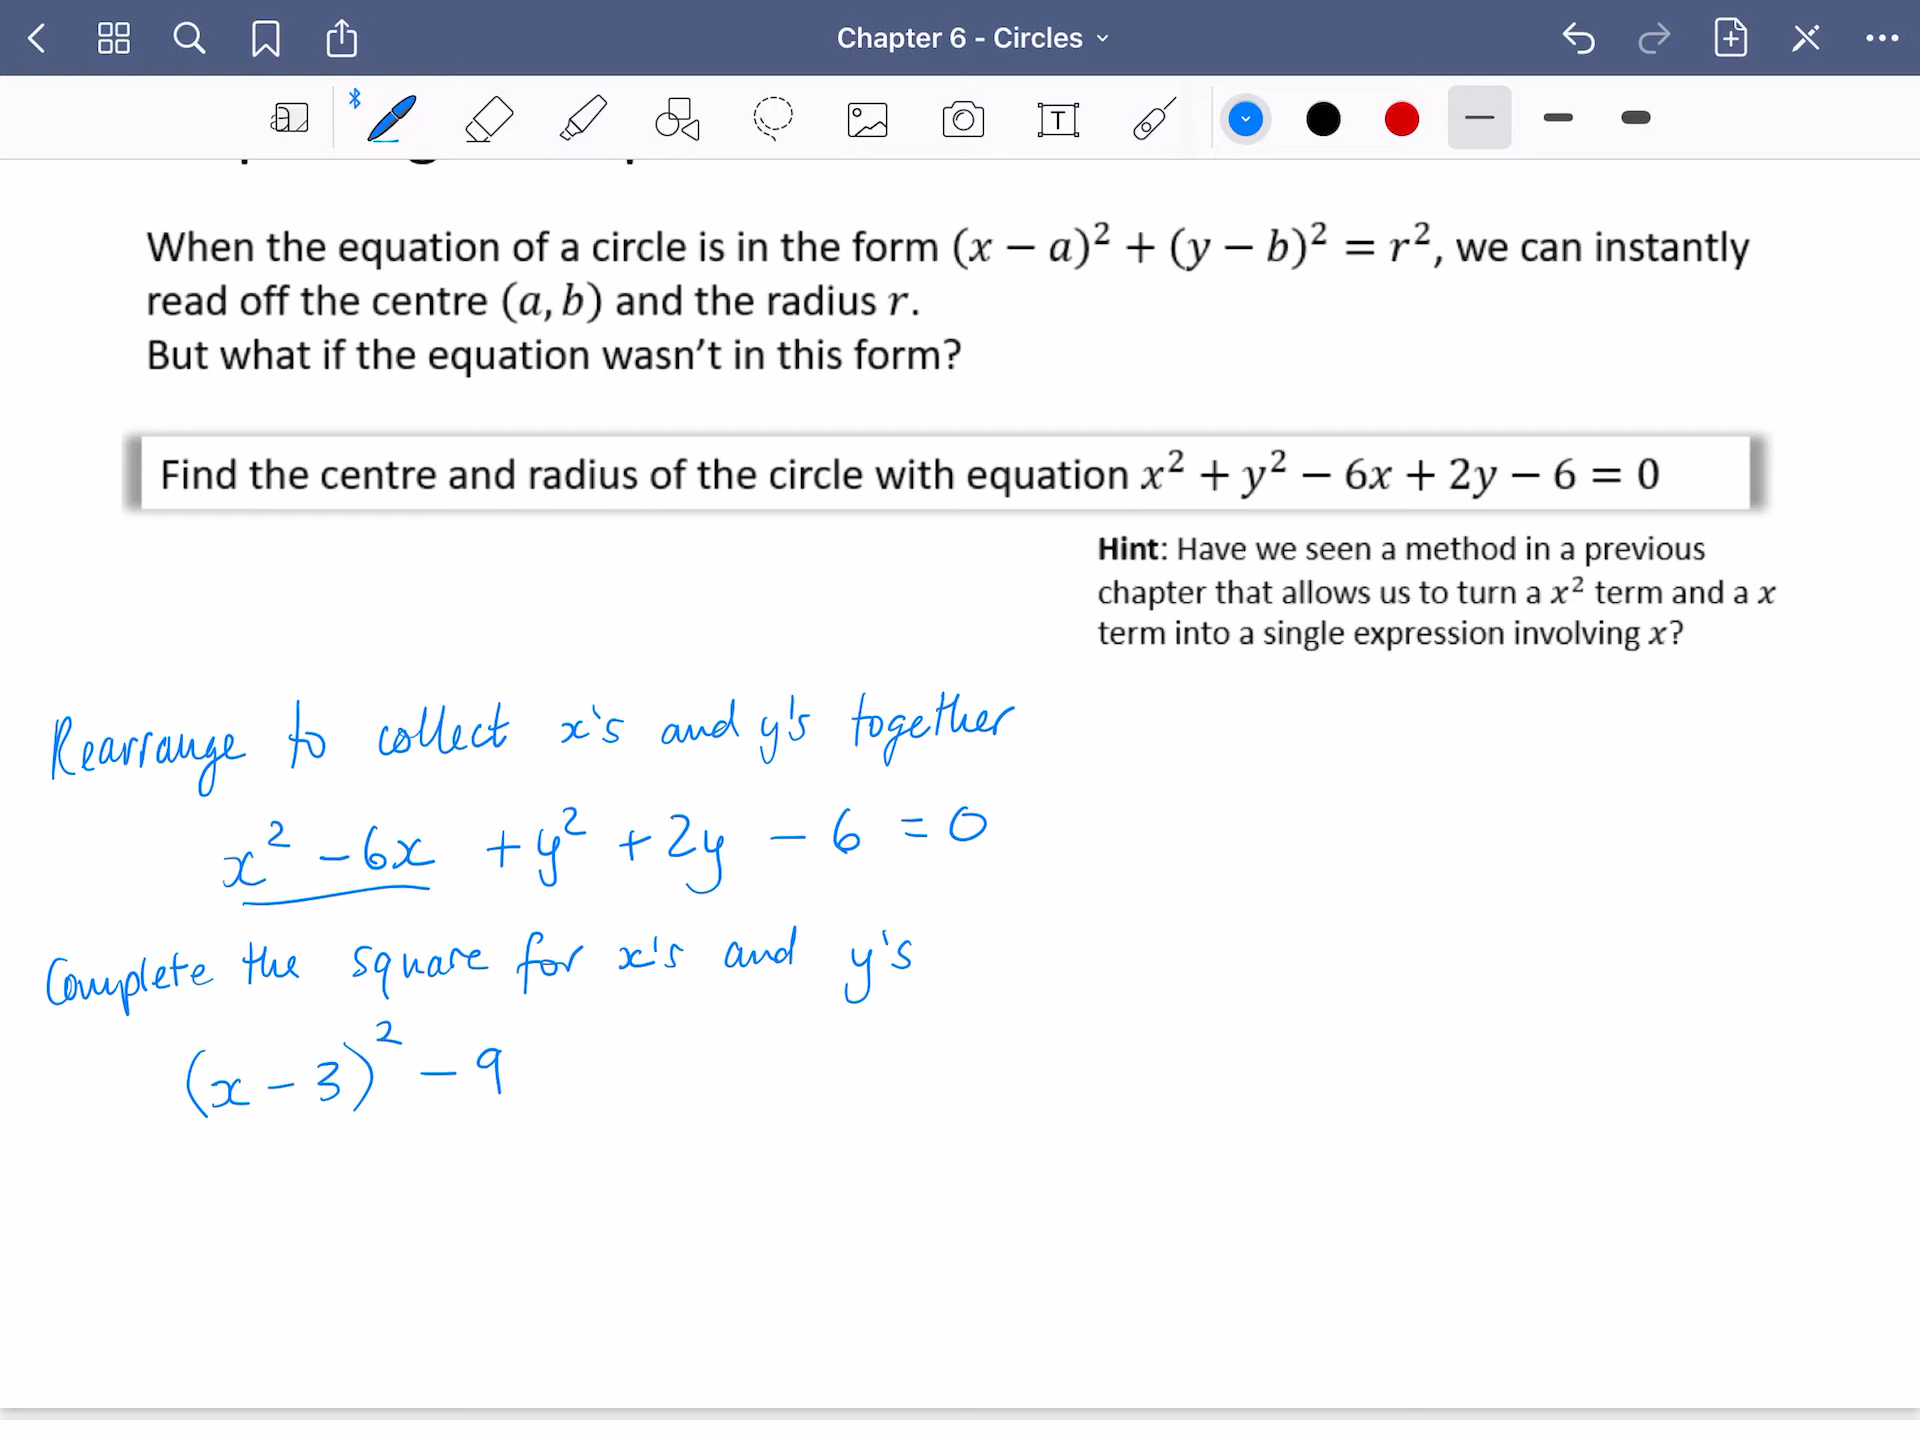 Chapter 6 - Circles
When the equation of a circle is in the form (x − a)² + (y − b)² = r², we can instantly
read off the centre (a, b) and the radius r.
But what if the equation wasn't in this form?
Find the centre and radius of the circle with equation x² + y² − 6x + 2y − 6 = 0
Hint: Have we seen a method in a previous
chapter that allows us to turn a x² term and a x
term into a single expression involving x?
Rearrange to collect x's and y's together
x² − 6x + y² + 2y − 6 = 0
Complete the square for x's and y's
(x − 3)² − 9